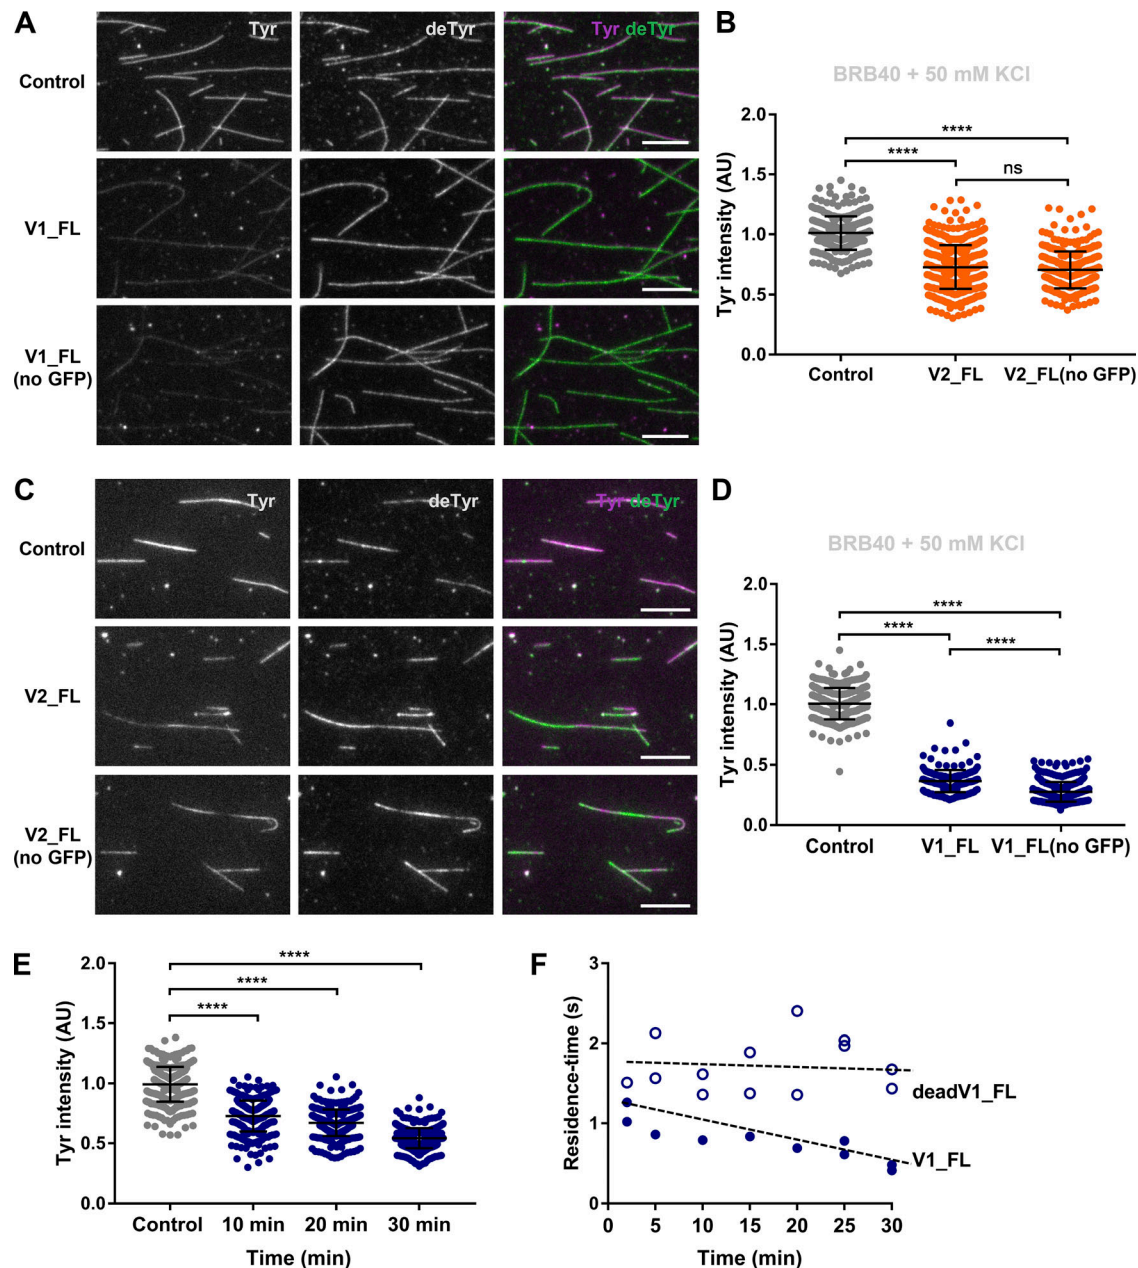 A
Tyr
deTyr
Tyr deTyr
Control
V1_FL
V1_FL
(no GFP)
B
BRB40 + 50 mM KCl
Tyr intensity (AU)
2.0
1.5
1.0
0.5
0.0
****
****
ns
Control
V2_FL
V2_FL(no GFP)
C
Tyr
deTyr
Tyr deTyr
Control
V2_FL
V2_FL
(no GFP)
D
BRB40 + 50 mM KCl
Tyr intensity (AU)
2.0
1.5
1.0
0.5
0.0
****
****
****
Control
V1_FL
V1_FL(no GFP)
E
Tyr intensity (AU)
2.0
1.5
1.0
0.5
0.0
****
****
****
Control
10 min
20 min
30 min
Time (min)
F
Residence-time (s)
3
2
1
0
deadV1_FL
V1_FL
0
5
10
15
20
25
30
Time (min)